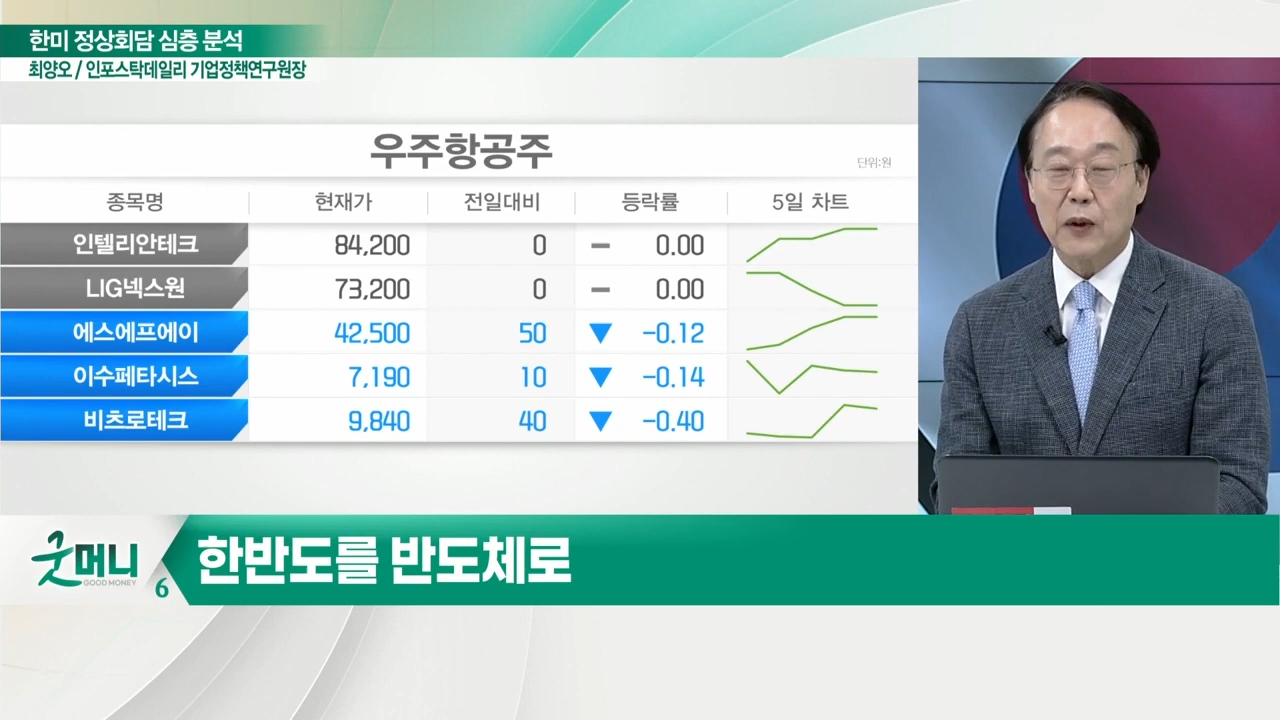 한미 정상회담 심층 분석
최양오 / 인포스탁데일리 기업정책연구원장
우주항공주
단위:원
종목명 현재가 전일대비 등락률 5일 차트
인텔리안테크 84,200 0 − 0.00
LIG넥스원 73,200 0 − 0.00
에스에프에이 42,500 50 ▼ −0.12
이수페타시스 7,190 10 ▼ −0.14
비츠로테크 9,840 40 ▼ −0.40
굿머니
GOOD MONEY
6
한반도를 반도체로